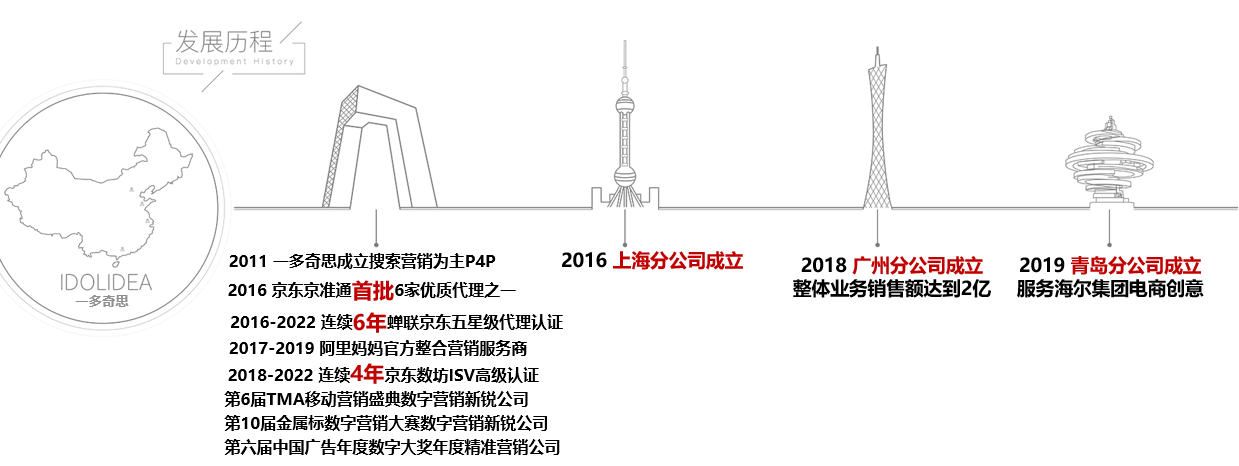 发展历程
Development History
IDOLIDEA
一多奇思
2011 一多奇思成立搜索营销为主P4P
2016 京东京准通首批6家优质代理之一
2016-2022 连续6年蝉联京东五星级代理认证
2017-2019 阿里妈妈官方整合营销服务商
2018-2022 连续4年京东数坊ISV高级认证
第6届TMA移动营销盛典数字营销新锐公司
第10届金属标数字营销大赛数字营销新锐公司
第六届中国广告年度数字大奖年度精准营销公司
2016 上海分公司成立
2018 广州分公司成立
整体业务销售额达到2亿
2019 青岛分公司成立
服务海尔集团电商创意